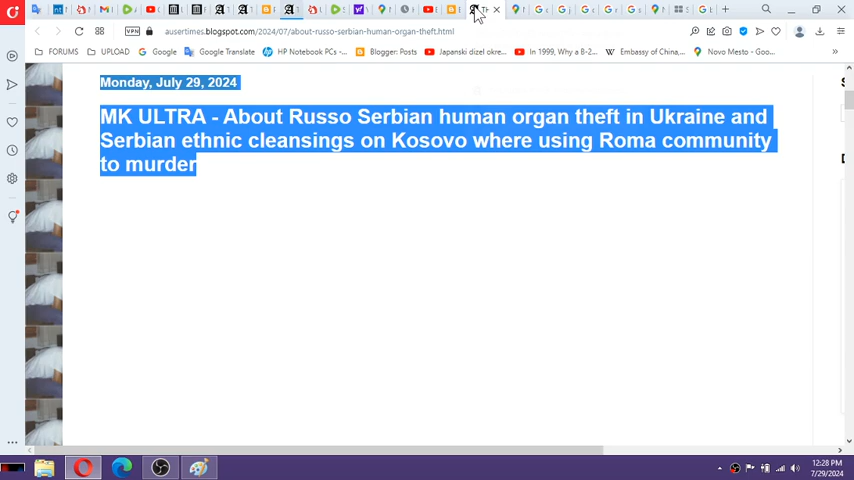 VPN
ausertimes.blogspot.com/2024/07/about-russo-serbian-human-organ-theft.html
FORUMS
UPLOAD
Google
Google Translate
HP Notebook PCs -...
Blogger: Posts
Japanski dizel okre...
In 1999, Why a B-2...
Embassy of China,...
Novo Mesto - Goo...
Monday, July 29, 2024
MK ULTRA - About Russo Serbian human organ theft in Ukraine and
Serbian ethnic cleansings on Kosovo where using Roma community
to murder
12:28 PM
7/29/2024